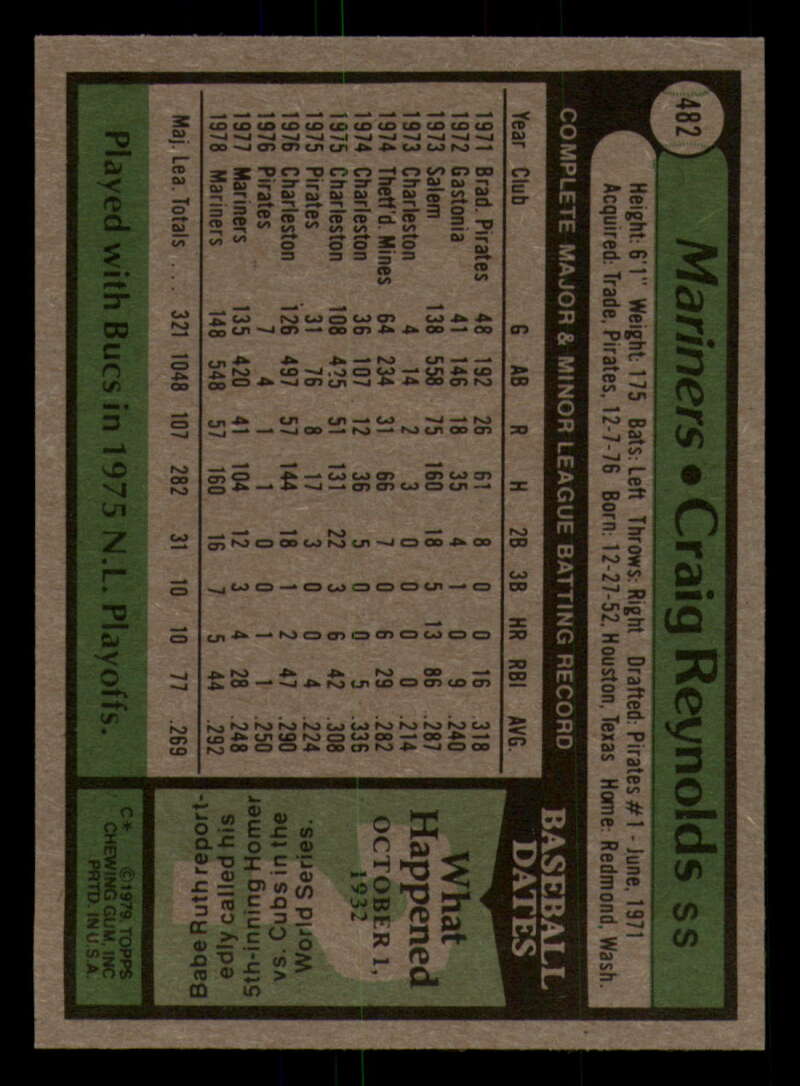 482
Mariners • Craig Reynolds SS
Height: 6'1" Weight: 175 Bats: Left Throws: Right Drafted: Pirates #1 - June, 1971
Acquired: Trade, Pirates, 12-7-76 Born: 12-27-52, Houston, Texas Home: Redmond, Wash.
COMPLETE MAJOR & MINOR LEAGUE BATTING RECORD
Year Club G AB R H 2B 3B HR RBI AVG.
1971 Brad. Pirates 48 192 26 61 8 0 0 16 .318
1972 Gastonia 41 146 18 35 4 1 0 9 .240
1973 Salem 138 558 75 160 18 5 13 86 .287
1973 Charleston 4 14 2 3 0 0 0 0 .214
1974 Thetf'd. Mines 64 234 31 66 7 0 6 29 .282
1974 Charleston 36 107 12 36 5 0 0 5 .336
1975 Charleston 108 425 51 131 22 3 6 42 .308
1975 Pirates 31 76 8 17 3 0 0 4 .224
1976 Charleston 126 497 57 144 18 1 2 47 .290
1976 Pirates 7 4 1 1 0 0 1 1 .250
1977 Mariners 135 420 41 104 12 3 4 28 .248
1978 Mariners 148 548 57 160 16 7 5 44 .292
Maj. Lea. Totals .... 321 1048 107 282 31 10 10 77 .269
Played with Bucs in 1975 N.L. Playoffs.
BASEBALL
DATES
What
Happened
OCTOBER 1,
1932
Babe Ruth report-
edly called his
5th-inning Homer
vs. Cubs in the
World Series.
C* ©1979, TOPPS
CHEWING GUM, INC
PRTD. IN U.S.A.